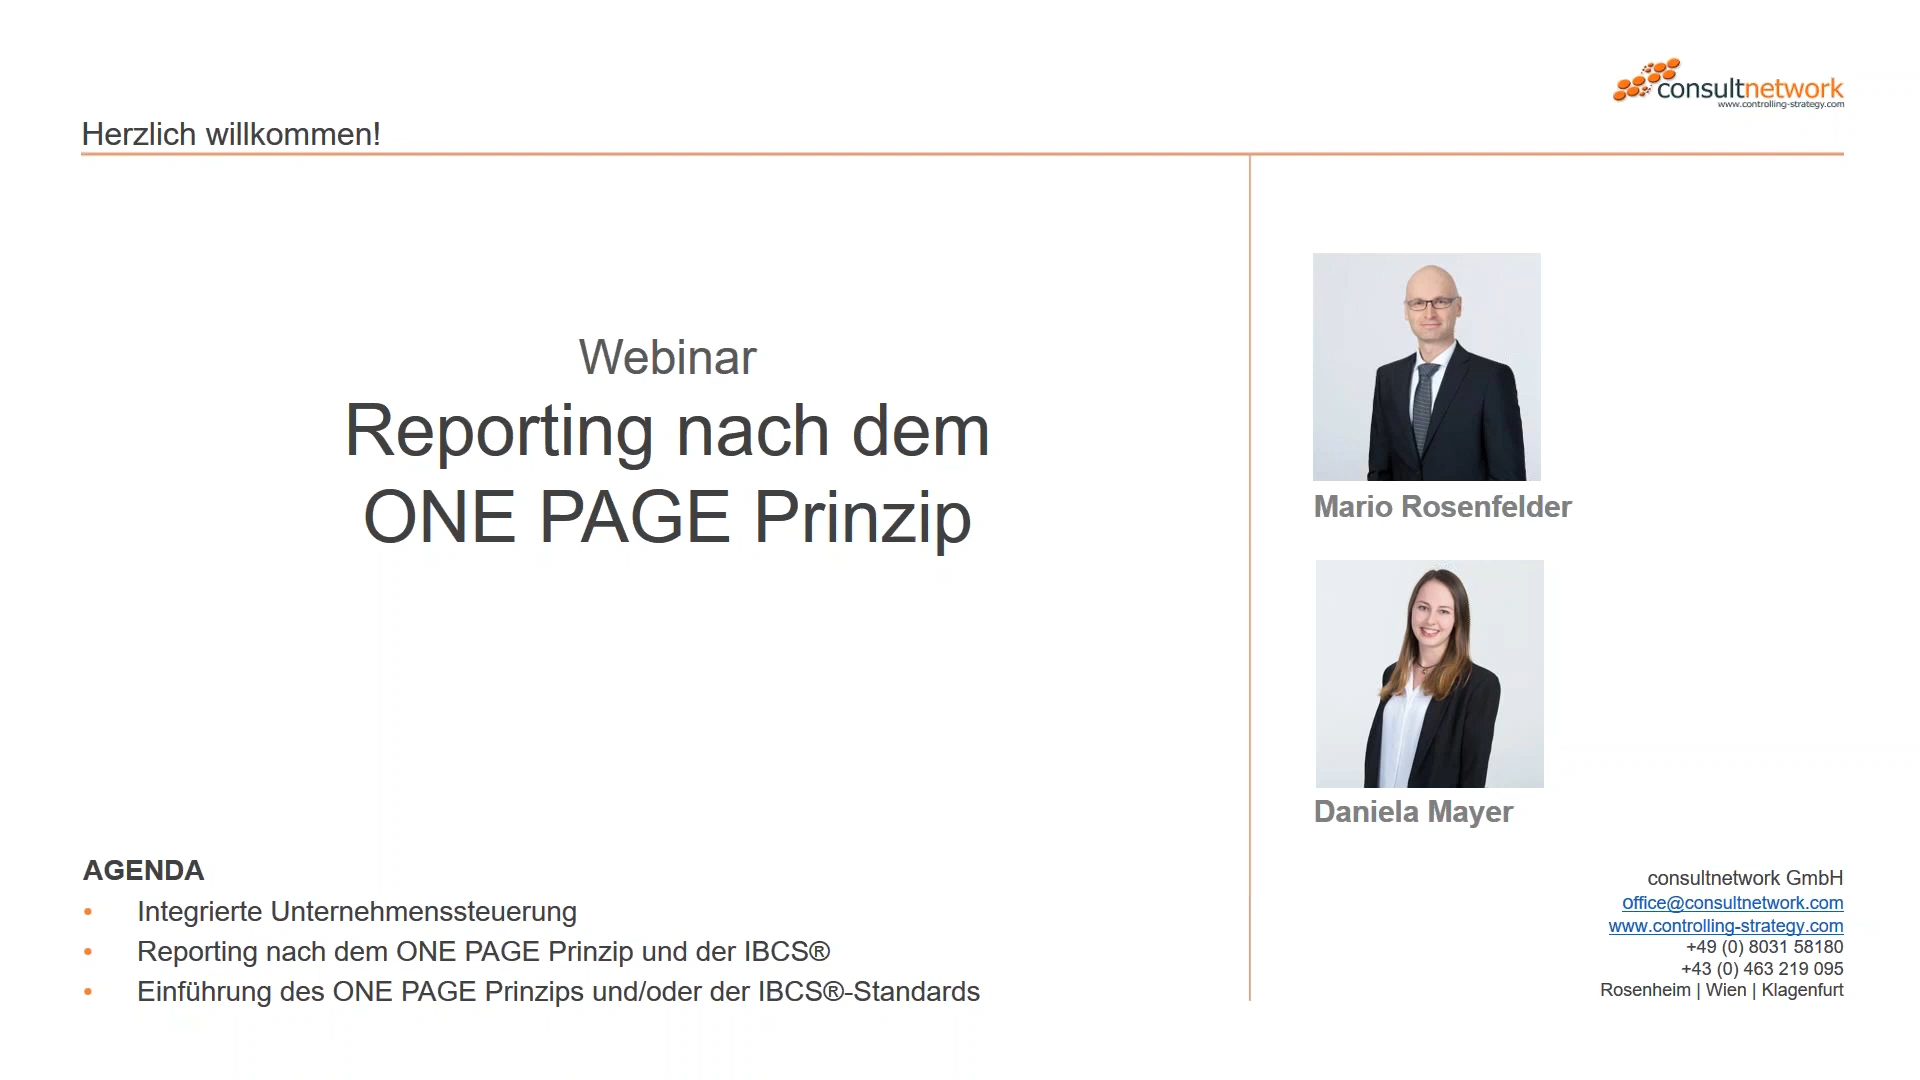 consultnetwork
www.controlling-strategy.com
Herzlich willkommen!
Webinar
Reporting nach dem
ONE PAGE Prinzip
Mario Rosenfelder
Daniela Mayer
AGENDA
• Integrierte Unternehmenssteuerung
• Reporting nach dem ONE PAGE Prinzip und der IBCS®
• Einführung des ONE PAGE Prinzips und/oder der IBCS®-Standards
consultnetwork GmbH
office@consultnetwork.com
www.controlling-strategy.com
+49 (0) 8031 58180
+43 (0) 463 219 095
Rosenheim | Wien | Klagenfurt